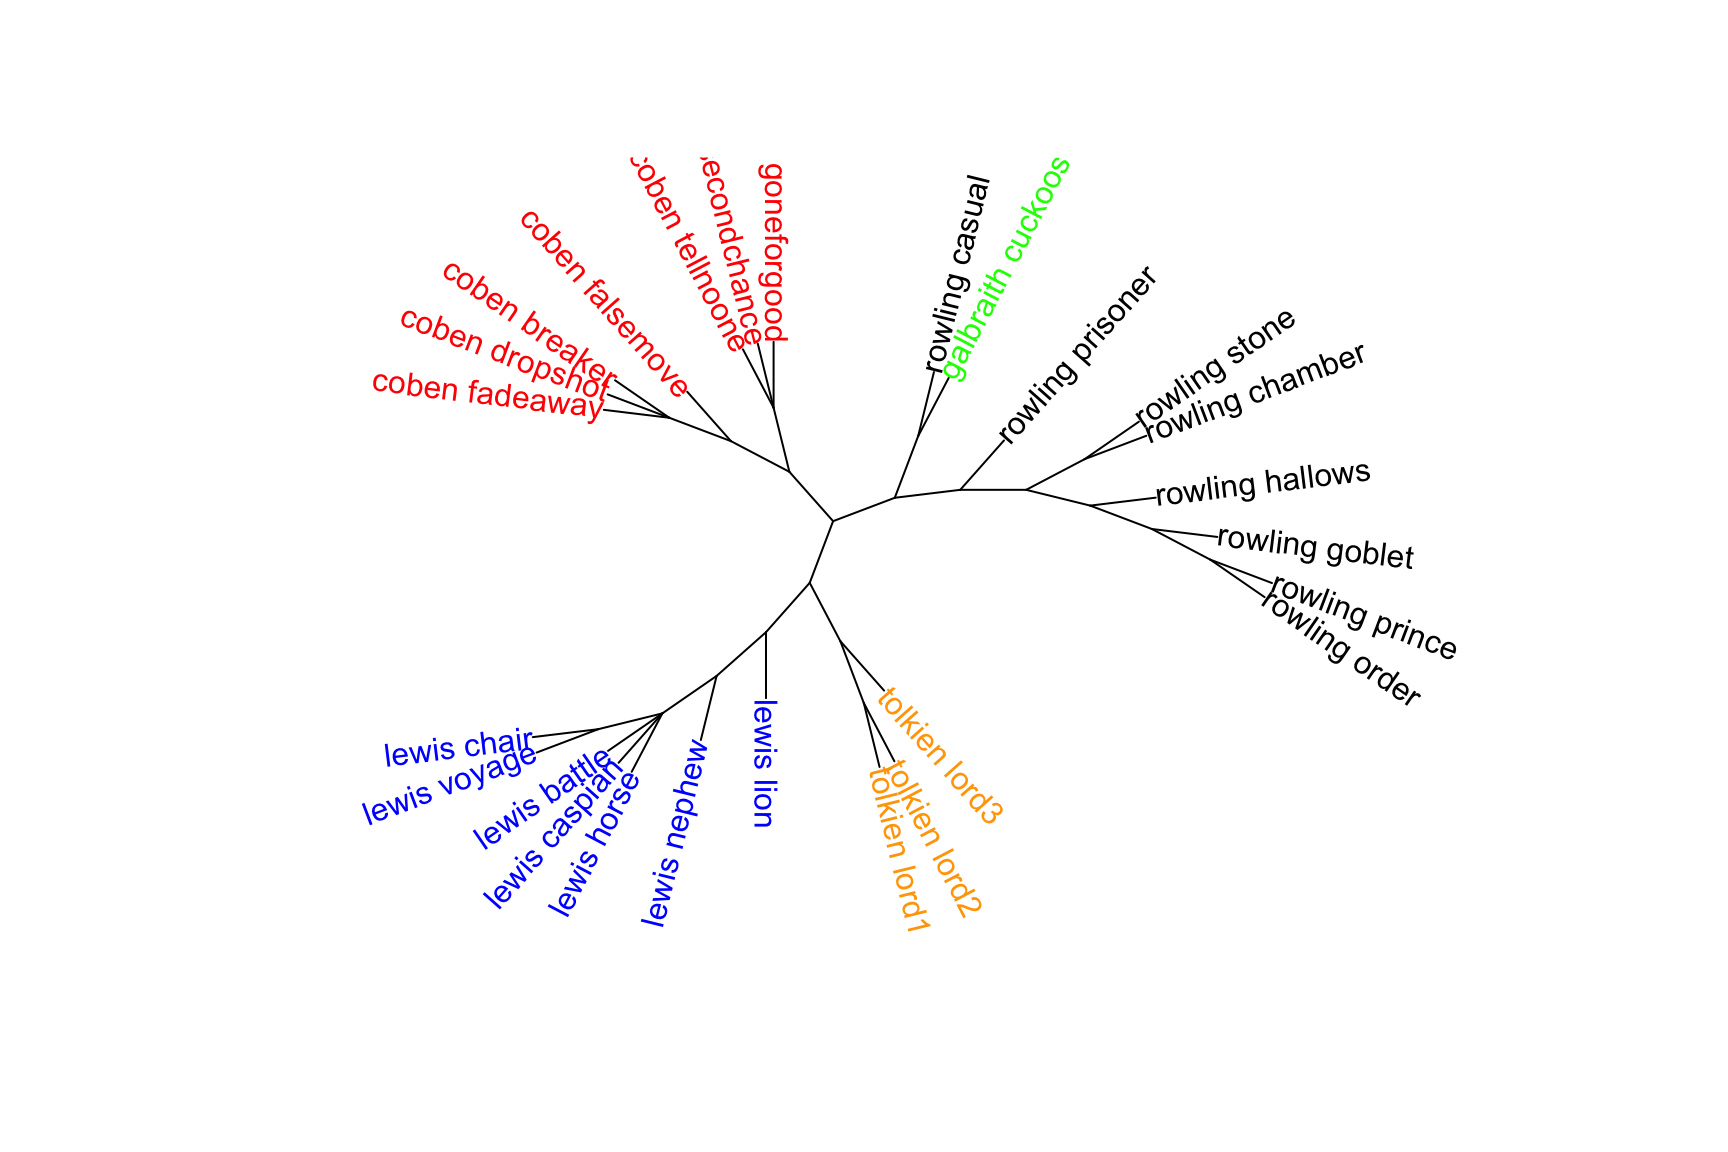 coben tellnoone
econdchance
goneforgood
coben falsemove
coben breaker
coben dropshot
coben fadeaway
rowling casual
galbraith cuckoos
rowling prisoner
rowling stone
rowling chamber
rowling hallows
rowling goblet
rowling prince
rowling order
tolkien lord3
tolkien lord2
tolkien lord1
lewis lion
lewis nephew
lewis horse
lewis caspian
lewis battle
lewis voyage
lewis chair